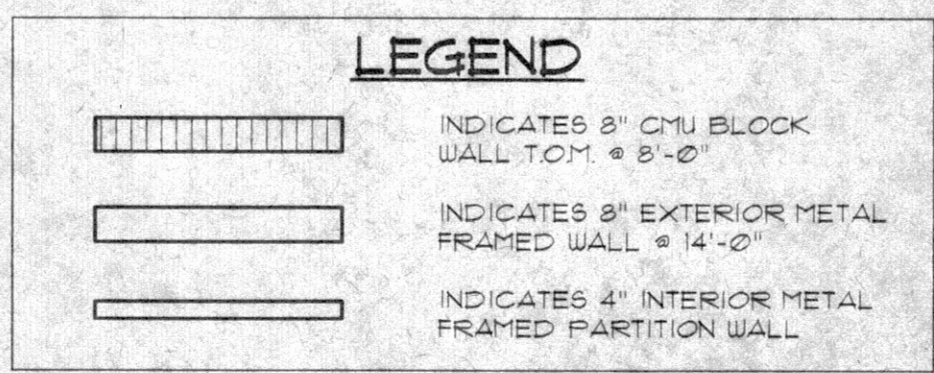 LEGEND
INDICATES 8" CMU BLOCK
WALL T.O.M. @ 8'-0"
INDICATES 8" EXTERIOR METAL
FRAMED WALL @ 14'-0"
INDICATES 4" INTERIOR METAL
FRAMED PARTITION WALL